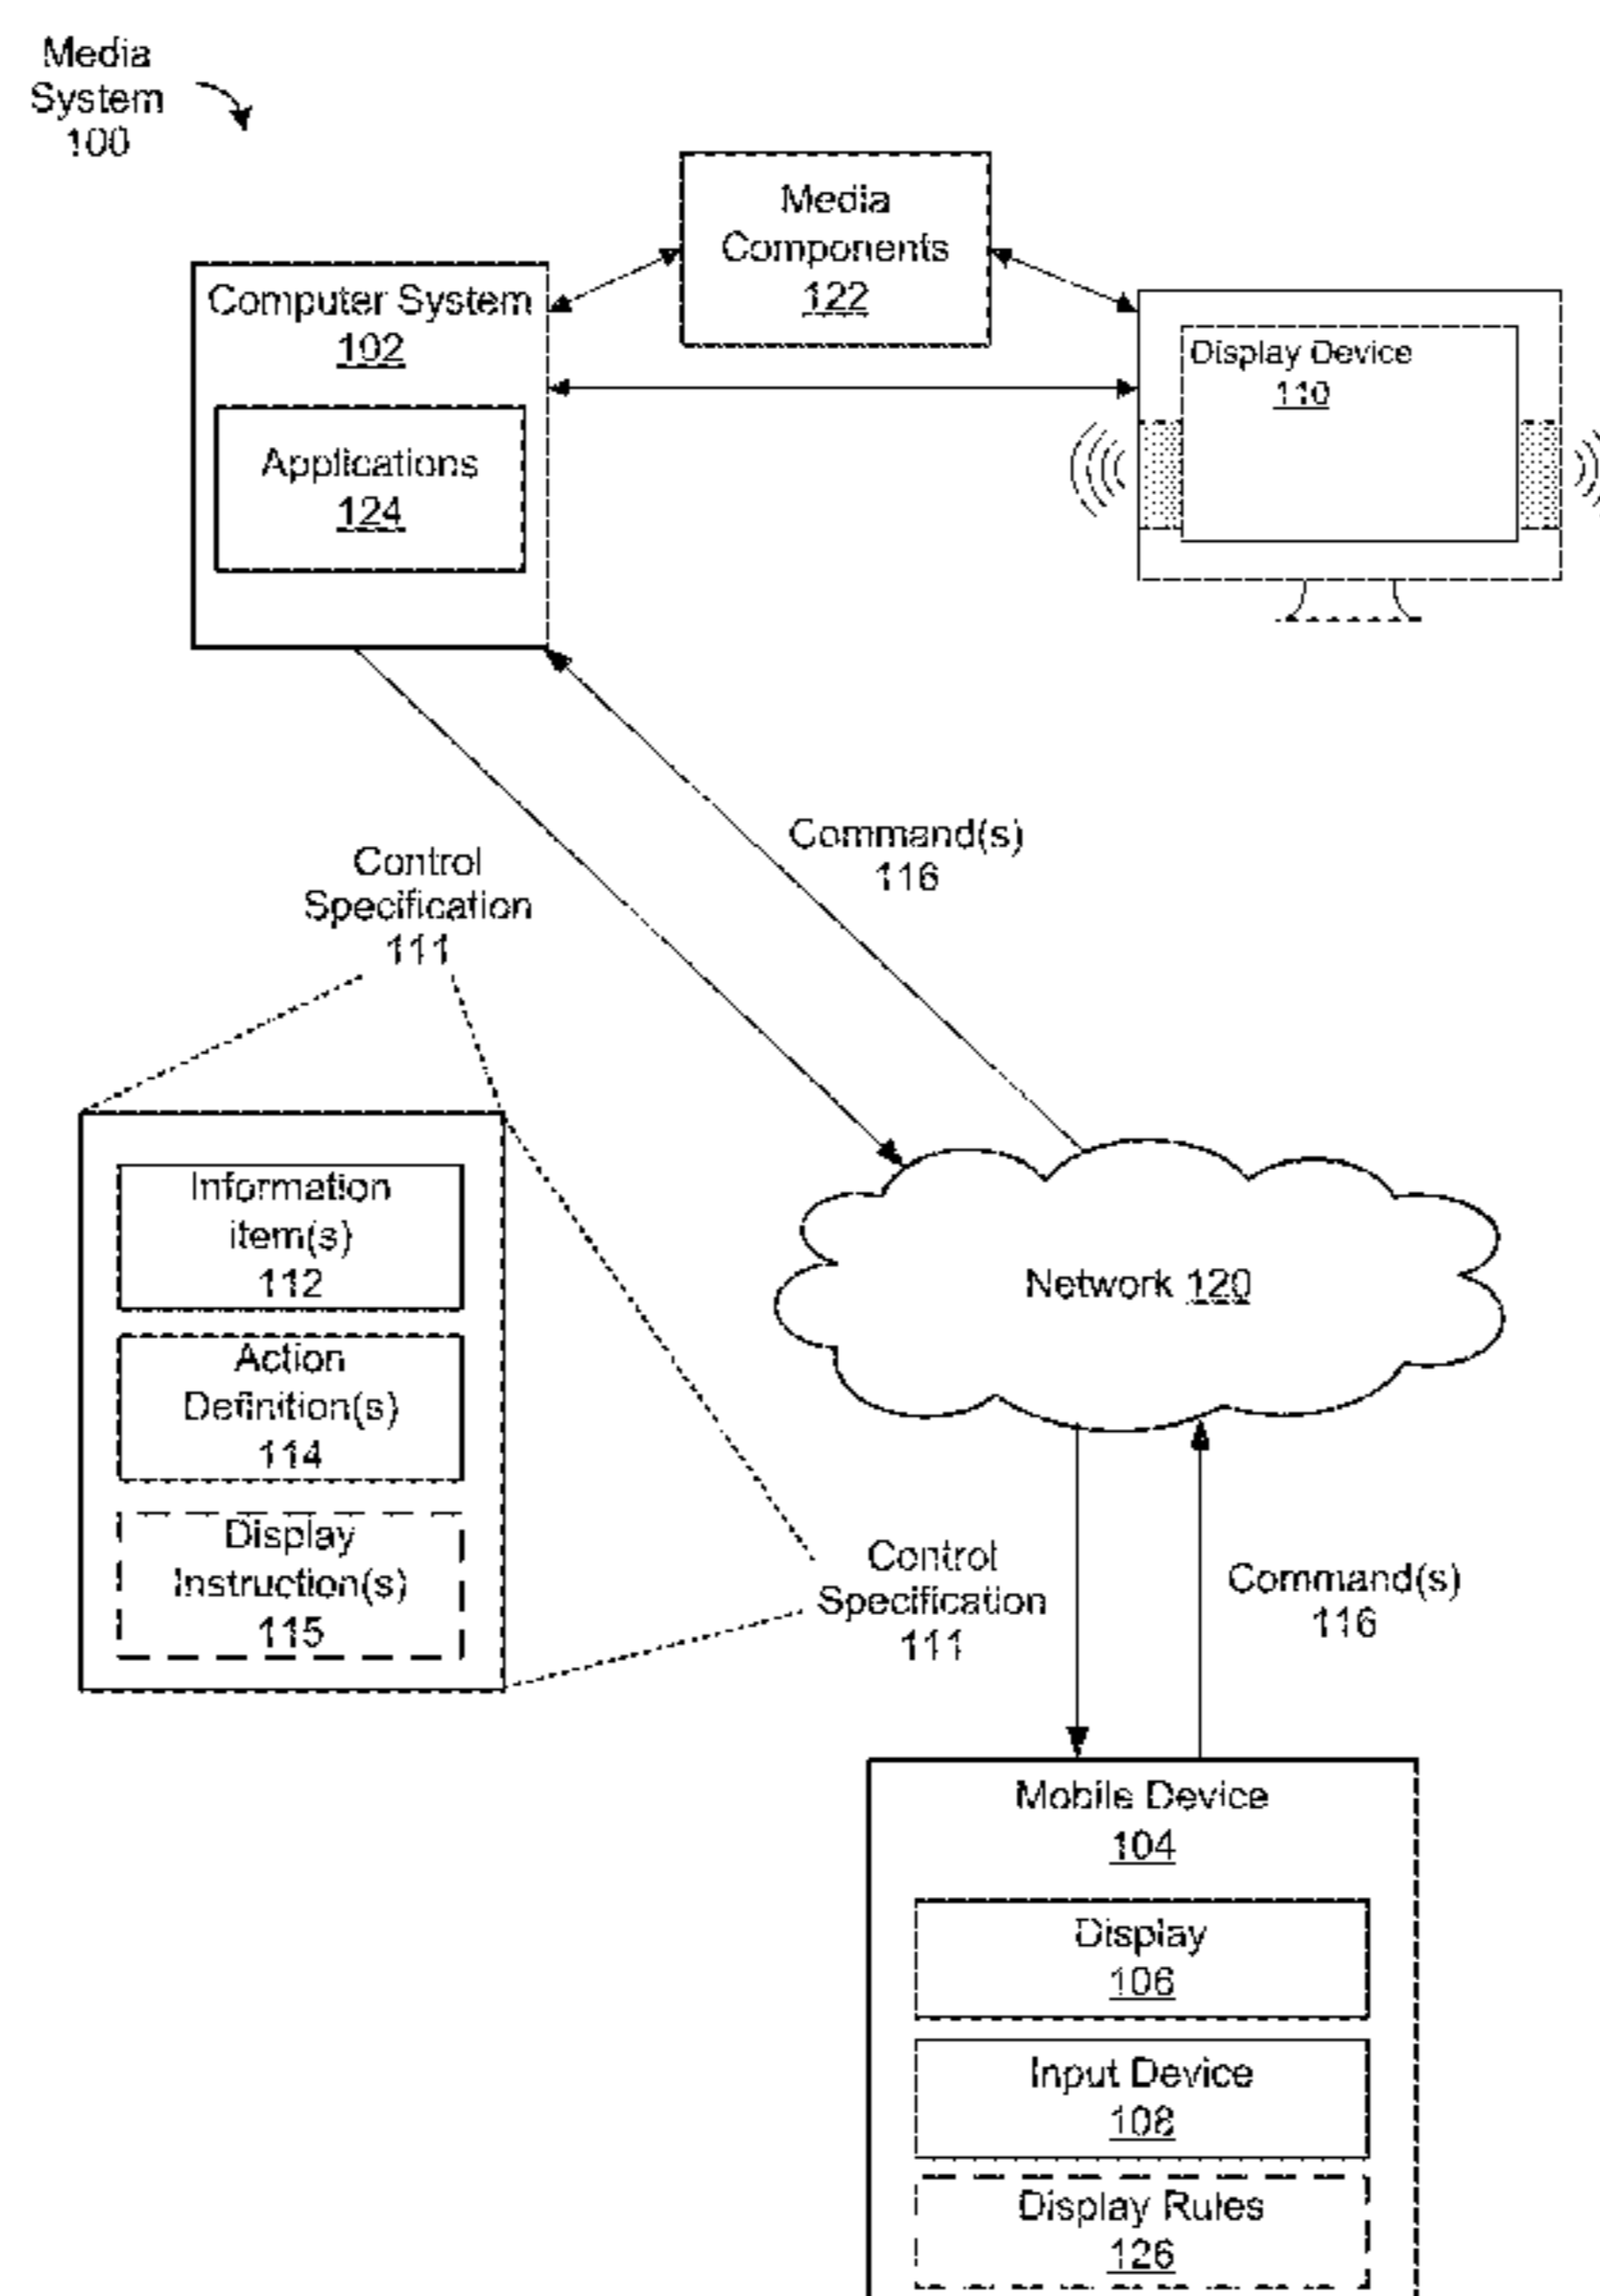 Media
System
100
Media
Components
122
Computer System
102
Applications
124
Display Device
110
Command(s)
116
Control
Specification
111
Information
item(s)
112
Action
Definition(s)
114
Display
Instruction(s)
115
Network 120
Control
Specification
111
Command(s)
116
Mobile Device
104
Display
106
Input Device
108
Display Rules
126